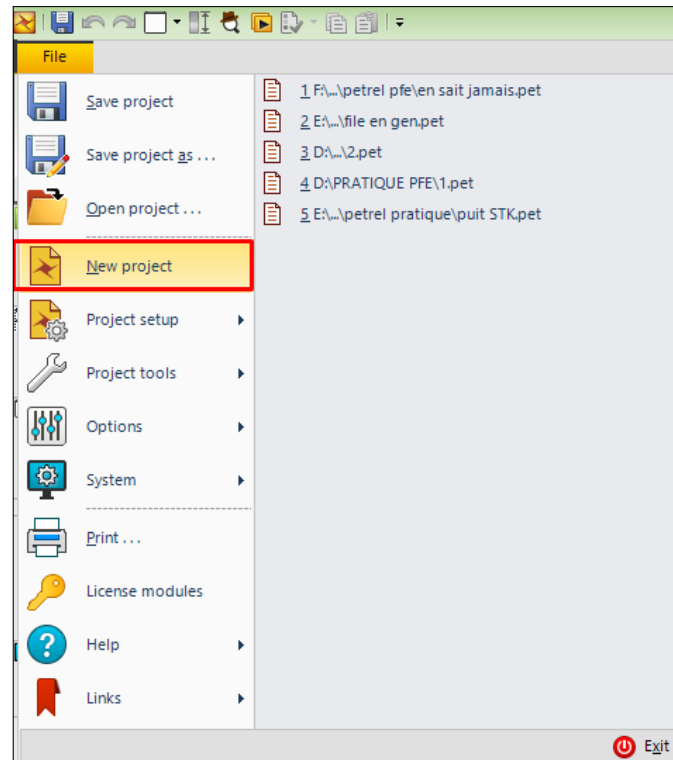 File
Save project
Save project as ...
Open project ...
New project
Project setup
Project tools
Options
System
Print ...
License modules
Help
Links
1 F:\...\petrel pfe\en sait jamais.pet
2 E:\...\file en gen.pet
3 D:\...\2.pet
4 D:\PRATIQUE PFE\1.pet
5 E:\...\petrel pratique\puit STK.pet
Exit